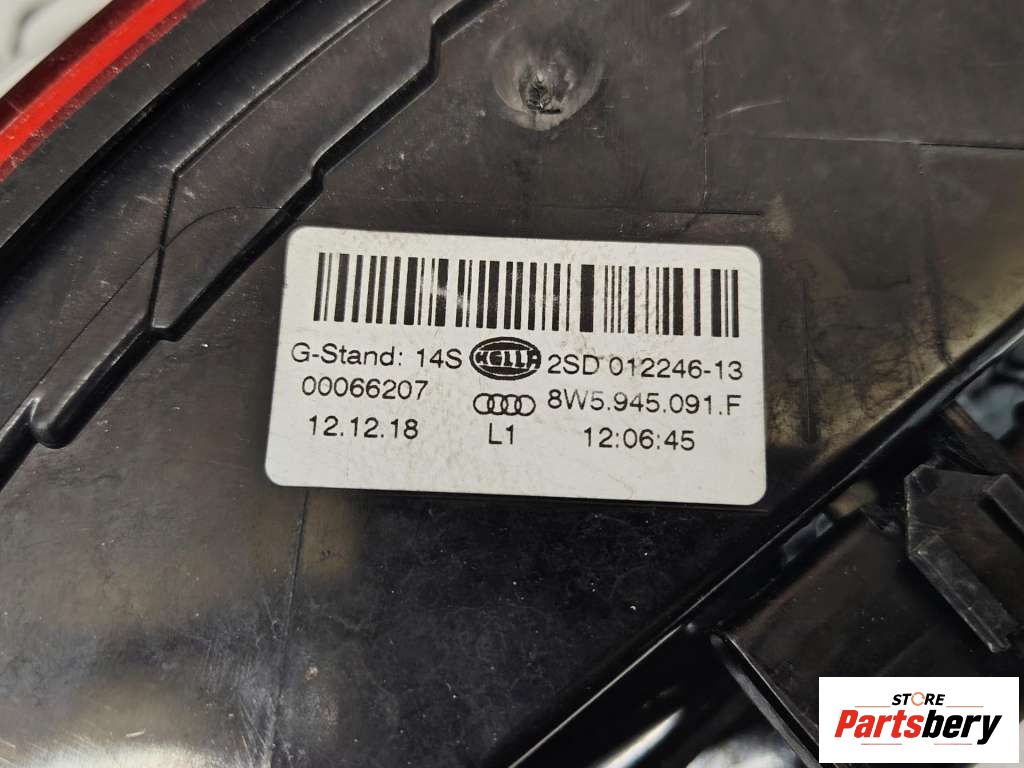 G-Stand: 14S HELLA 2SD 012246-13
00066207 8W5.945.091.F
12.12.18 L1 12:06:45
STORE
Partsbery